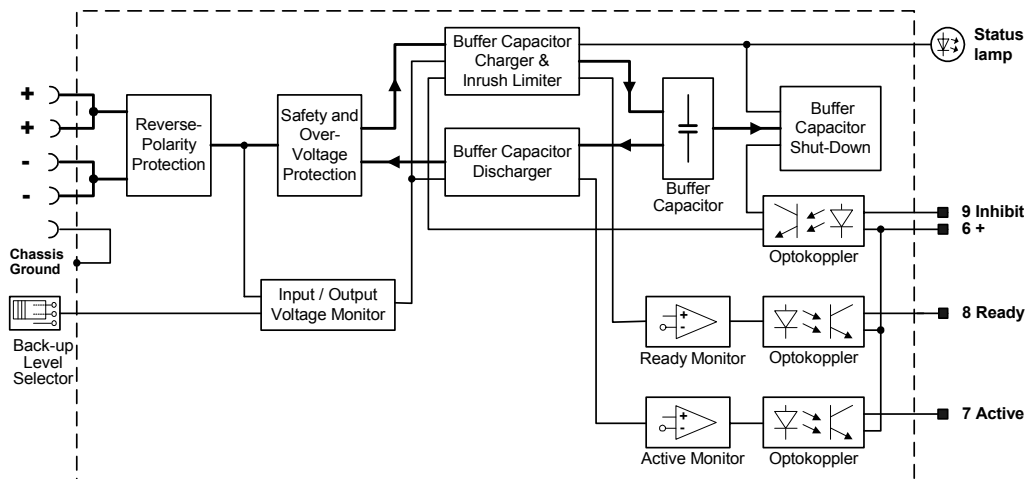 Buffer Capacitor
Charger &
Inrush Limiter
Status
lamp
+
+
-
-
Reverse-
Polarity
Protection
Safety and
Over-
Voltage
Protection
Buffer Capacitor
Discharger
Buffer
Capacitor
Buffer
Capacitor
Shut-Down
9 Inhibit
6 +
Optokoppler
Chassis
Ground
Input / Output
Voltage Monitor
Back-up
Level
Selector
+
-
Ready Monitor
Optokoppler
8 Ready
+
-
Active Monitor
Optokoppler
7 Active